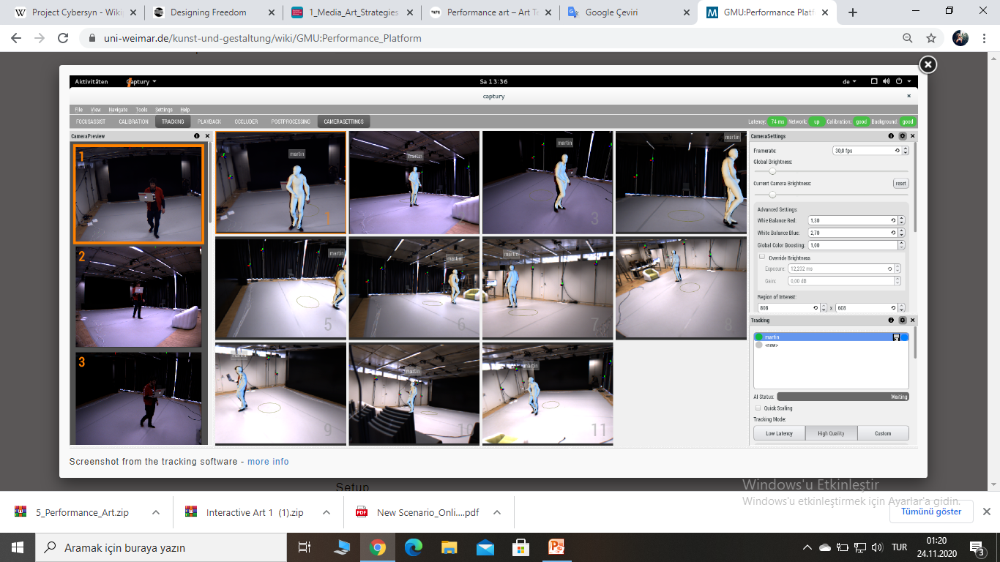 Project Cybersyn - Wiki
Designing Freedom
1_Media_Art_Strategies
TATE
Performance art – Art Te
Google Çeviri
GMU:Performance Platf
uni-weimar.de/kunst-und-gestaltung/wiki/GMU:Performance_Platform
Aktivitäten
Captury
Sa 13:36
de
captury
File View Navigate Tools Settings Help
FOCUSASSIST CALIBRATION TRACKING PLAYBACK OCCLUDER POSTPROCESSING CAMERASETTINGS
Latency: 74 ms Network: up Calibration: good Background: good
CameraPreview
1
2
3
martin
1
martin
martin
3
martin
martin
5
martin
6
martin
7
martin
8
martin
9
martin
10
martin
11
CameraSettings
Framerate: 30,0 fps
Global Brightness:
Current Camera Brightness: reset
Advanced Settings:
Whie Balance Red: 1,30
White Balance Blue: 2,70
Global Color Boosting: 1,00
Override Brightness
Exposure: 12,232 ms
Gain: 0,00 dB
Region of Interest:
808 x 608
Tracking
martin
<new>
AI Status: Waiting
Quick Scaling
Tracking Mode:
Low Latency High Quality Custom
Screenshot from the tracking software - more info
Setup
Windows'u Etkinleştir
Windows'u etkinleştirmek için Ayarlar'a gidin.
5_Performance_Art.zip
Interactive Art 1 (1).zip
PDF
New Scenario_Onli....pdf
Tümünü göster
Aramak için buraya yazın
TUR
01:20
24.11.2020
3